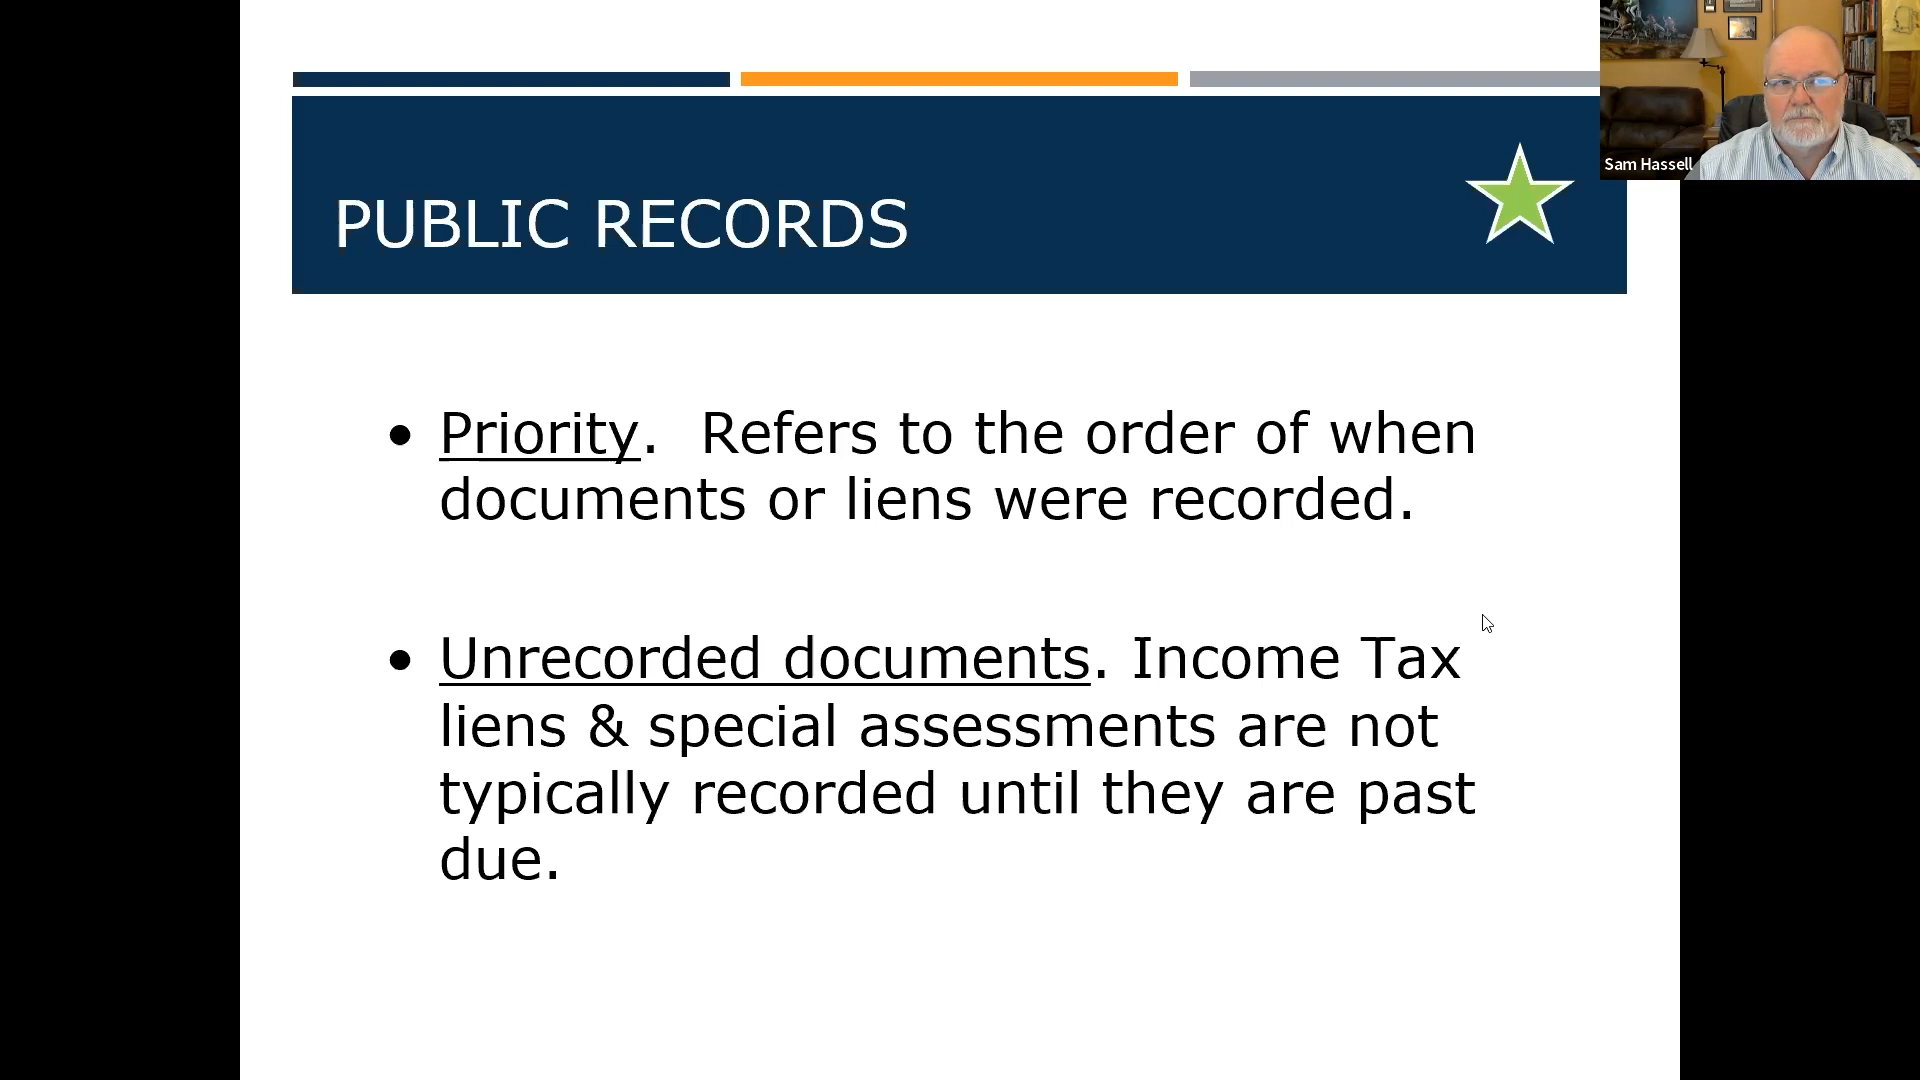 PUBLIC RECORDS
Sam Hassell
• Priority.  Refers to the order of when
documents or liens were recorded.
• Unrecorded documents. Income Tax
liens & special assessments are not
typically recorded until they are past
due.